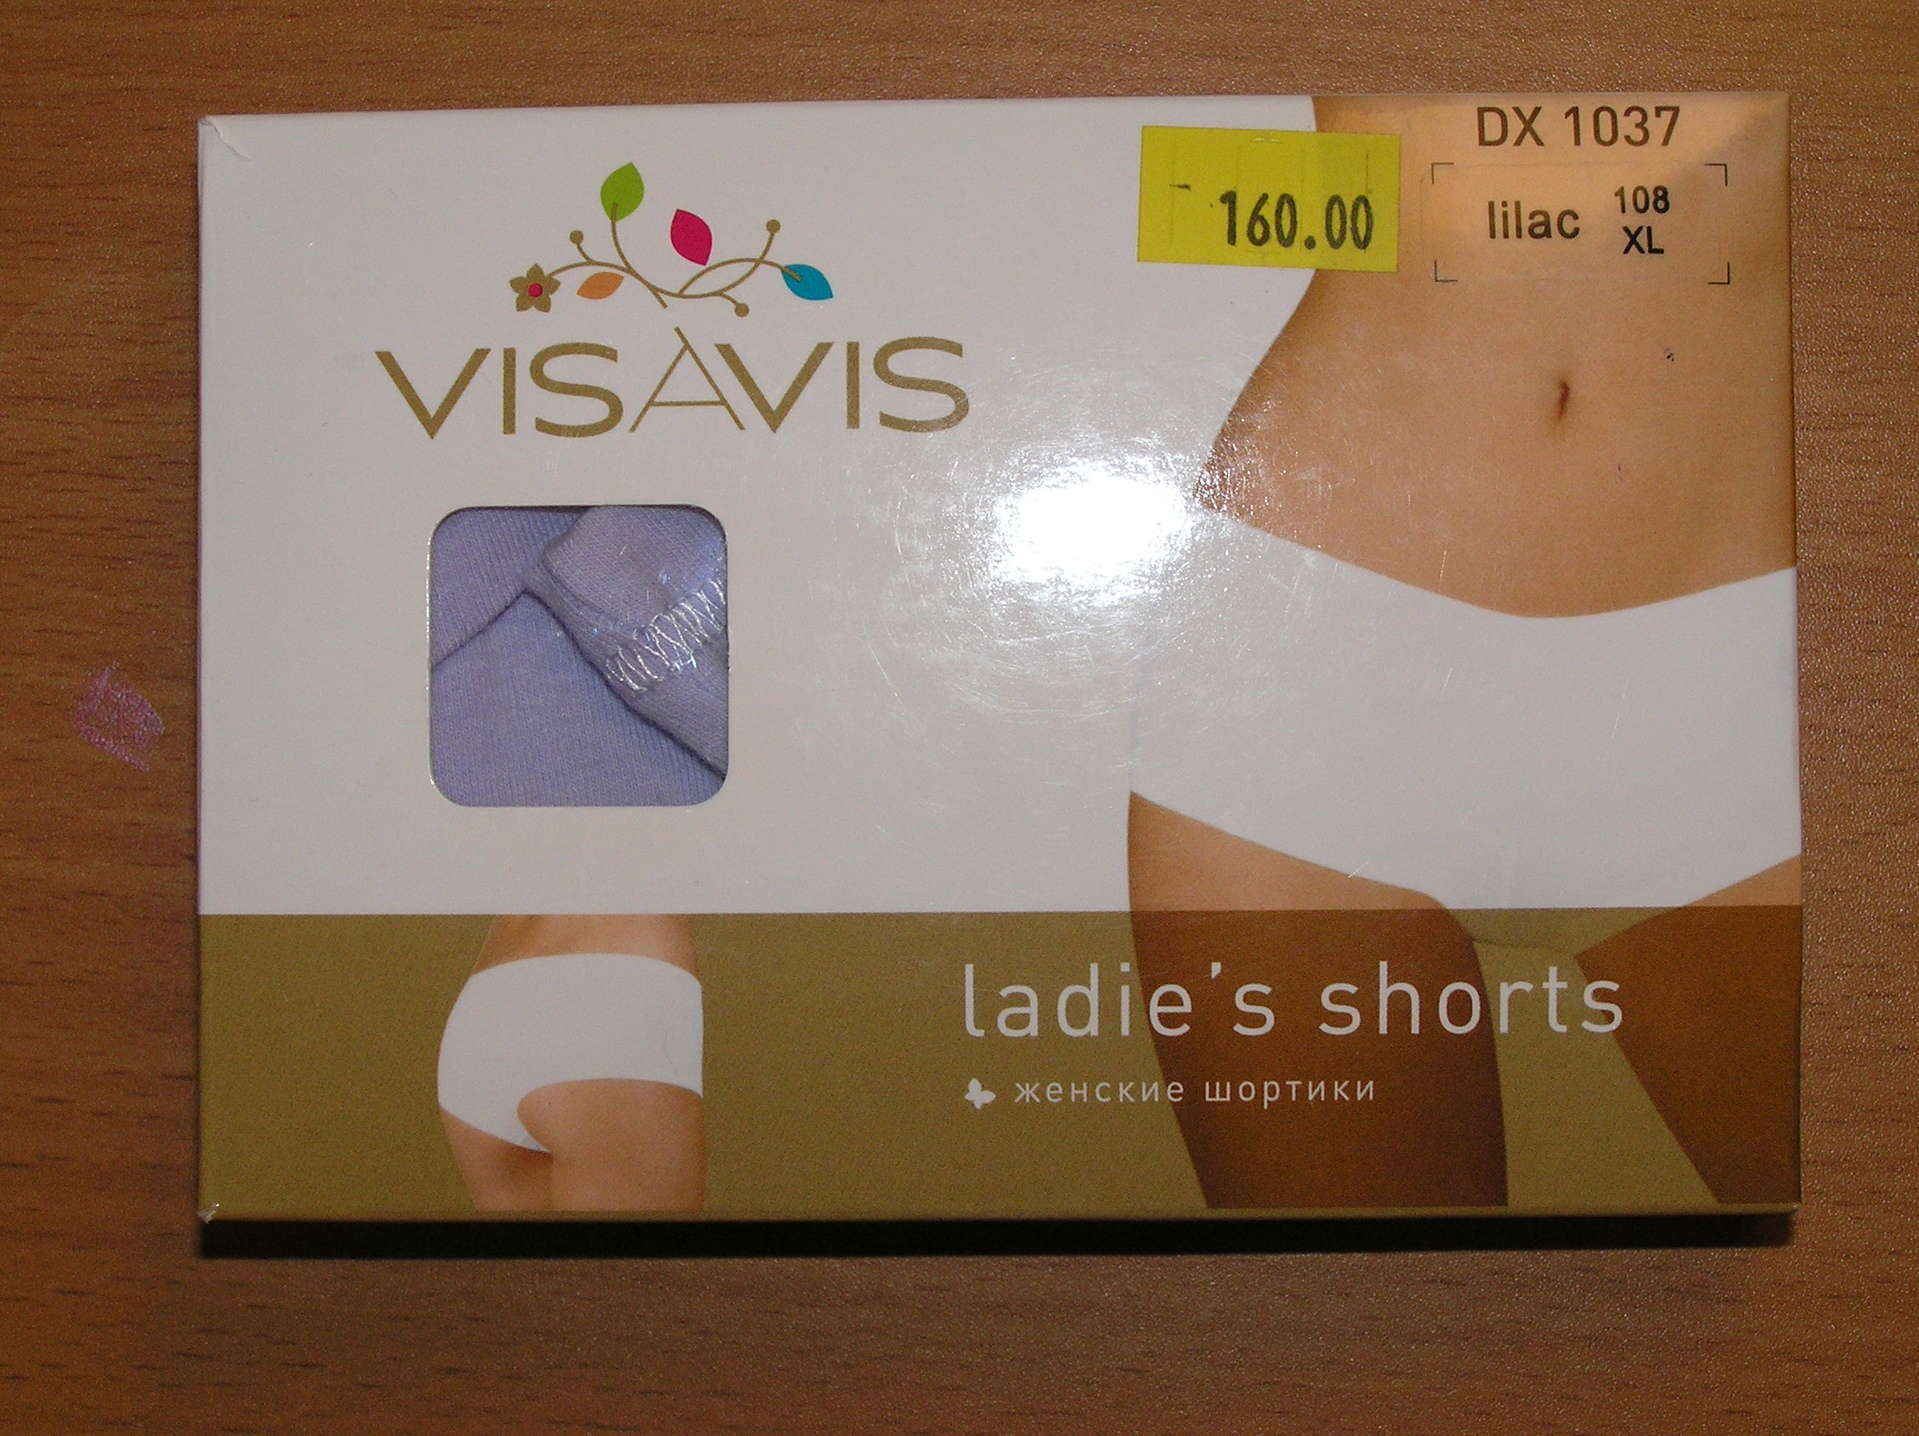 VISAVIS
160.00
DX 1037
lilac 108
XL
ladie's shorts
женские шортики